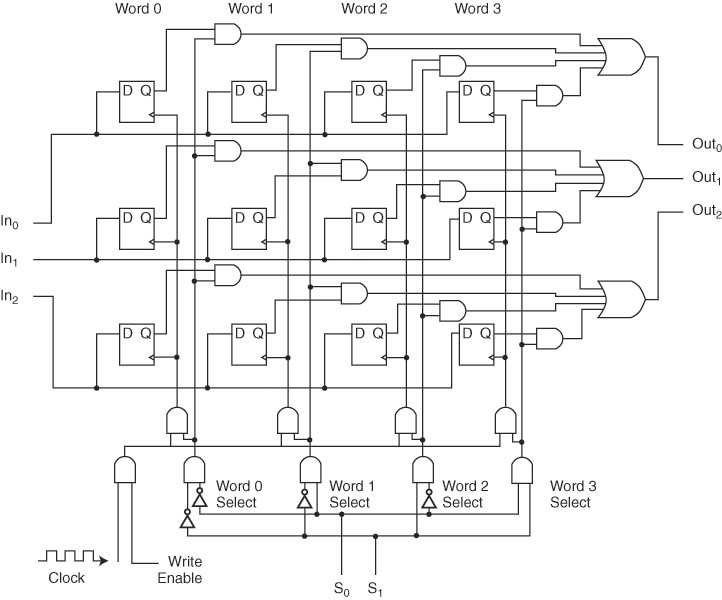 Word 0 Word 1 Word 2 Word 3
D Q D Q D Q D Q
Out₀
Out₁
In₀
D Q D Q D Q D Q
Out₂
In₁
In₂
D Q D Q D Q D Q
Word 0 Select
Word 1 Select
Word 2 Select
Word 3 Select
Clock
Write Enable
S₀ S₁